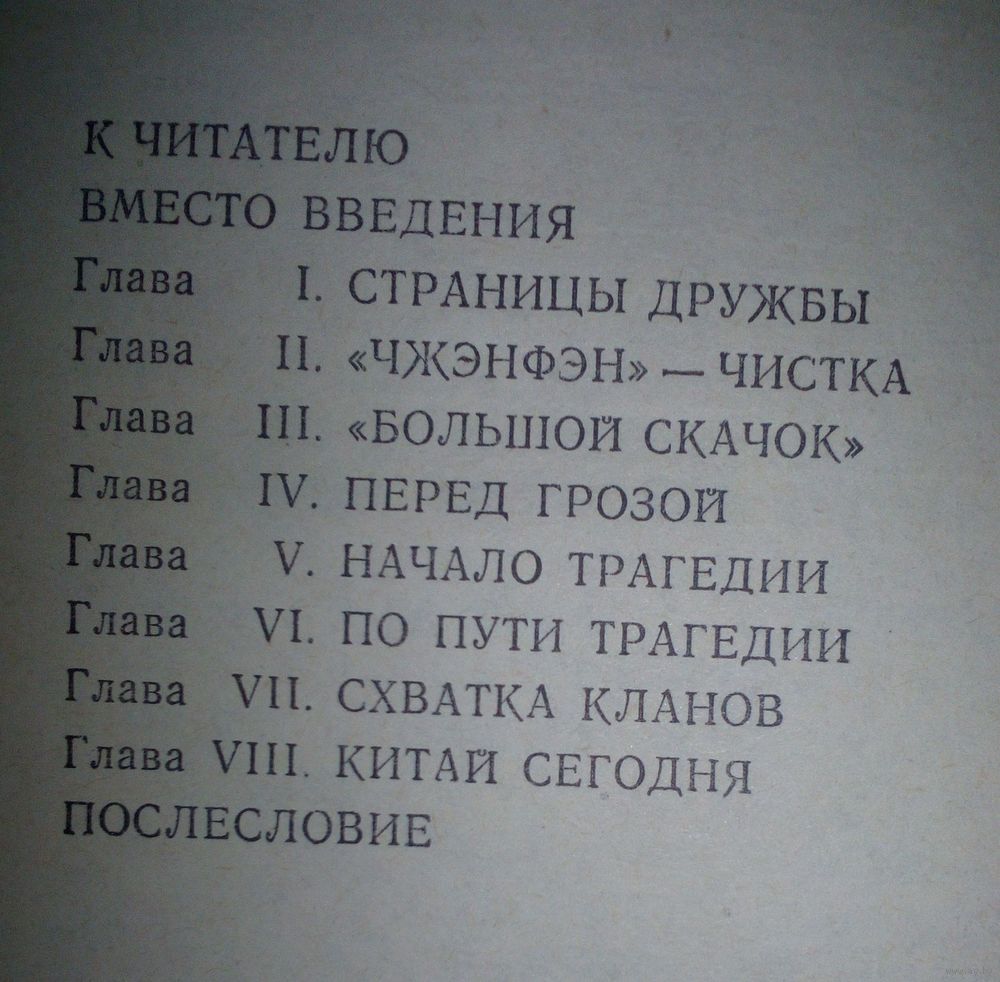 К ЧИТАТЕЛЮ
ВМЕСТО ВВЕДЕНИЯ
Глава I. СТРАНИЦЫ ДРУЖБЫ
Глава II. «ЧЖЭНФЭН» — ЧИСТКА
Глава III. «БОЛЬШОЙ СКАЧОК»
Глава IV. ПЕРЕД ГРОЗОЙ
Глава V. НАЧАЛО ТРАГЕДИИ
Глава VI. ПО ПУТИ ТРАГЕДИИ
Глава VII. СХВАТКА КЛАНОВ
Глава VIII. КИТАЙ СЕГОДНЯ
ПОСЛЕСЛОВИЕ